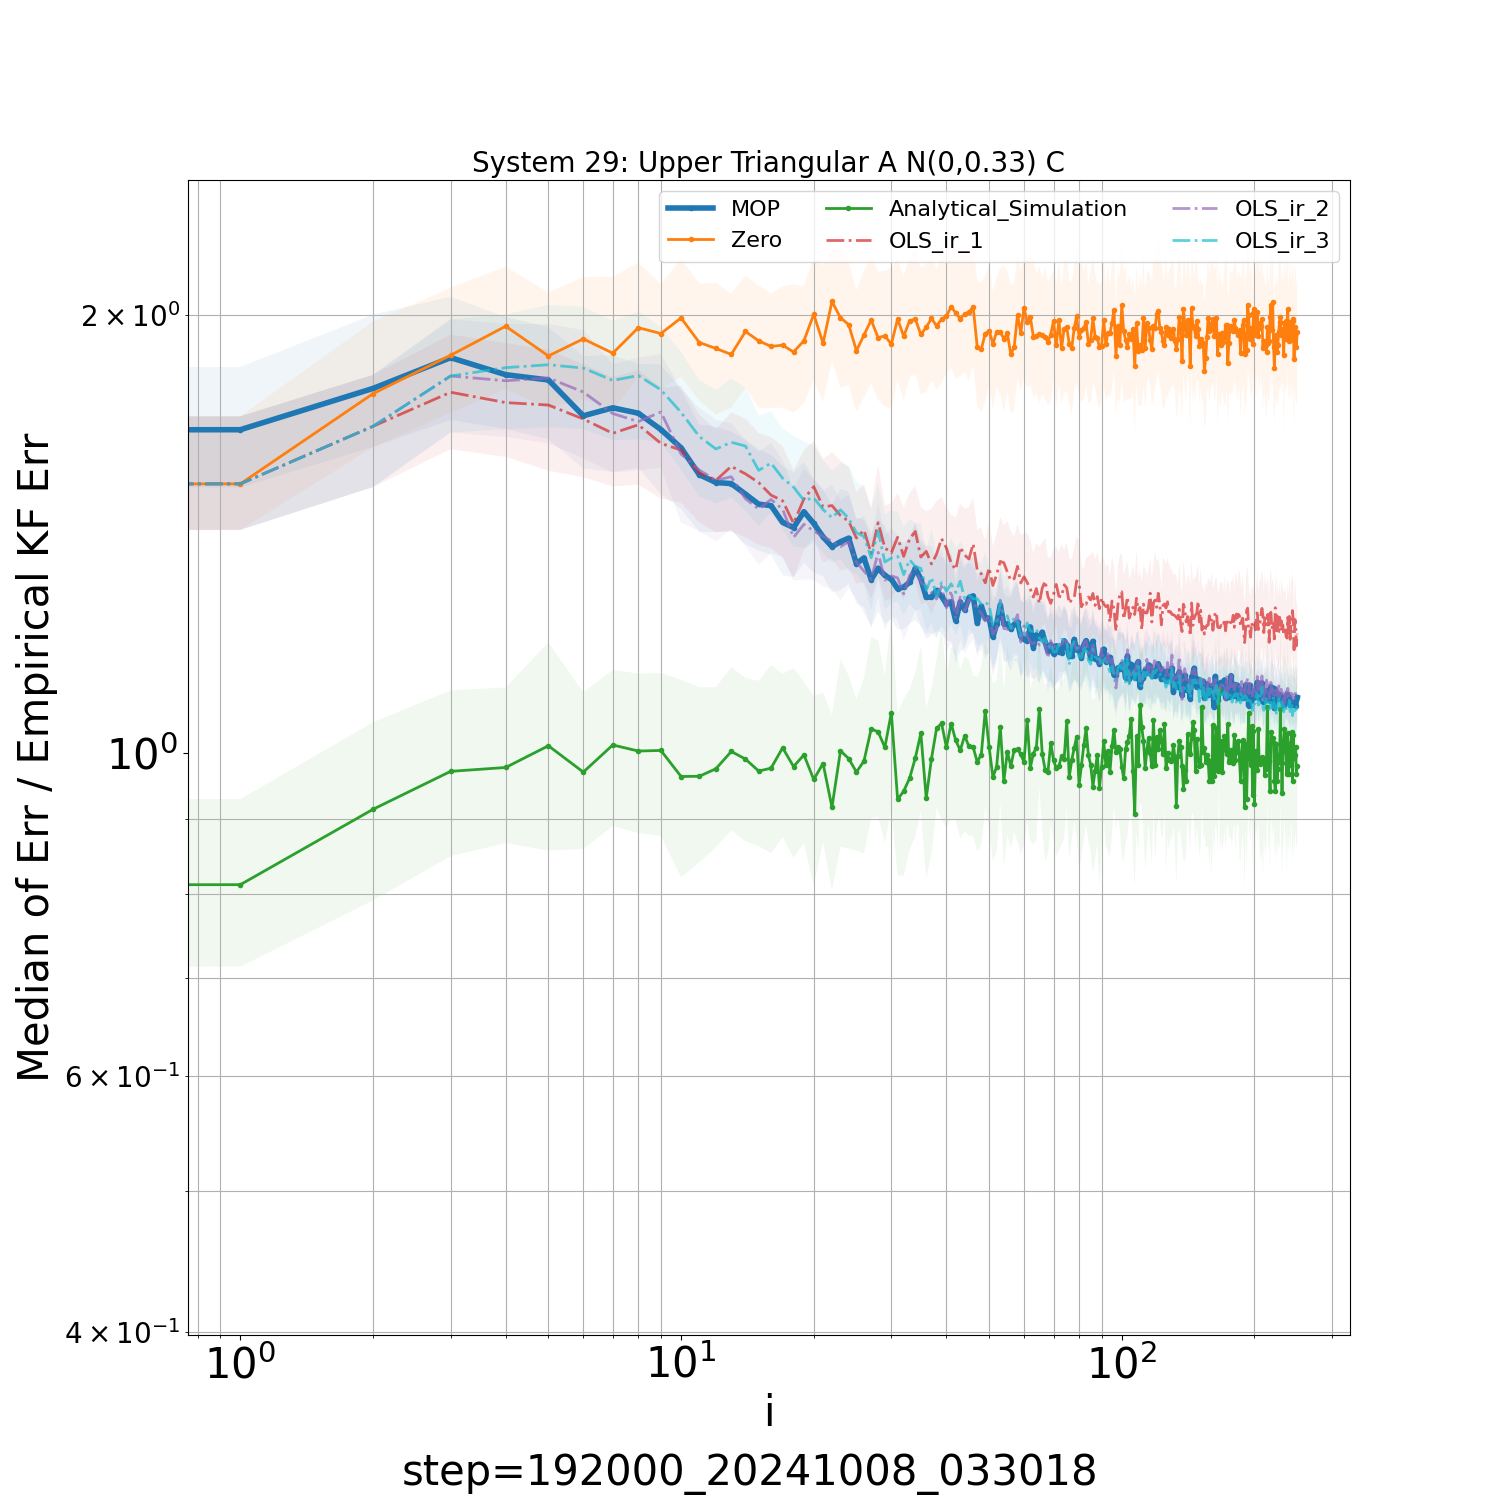 System 29: Upper Triangular A N(0,0.33) C
MOP
Zero
Analytical_Simulation
OLS_ir_1
OLS_ir_2
OLS_ir_3
Median of Err / Empirical KF Err
2 × 10⁰
10⁰
6 × 10⁻¹
4 × 10⁻¹
10⁰ 10¹ 10²
i
step=192000_20241008_033018